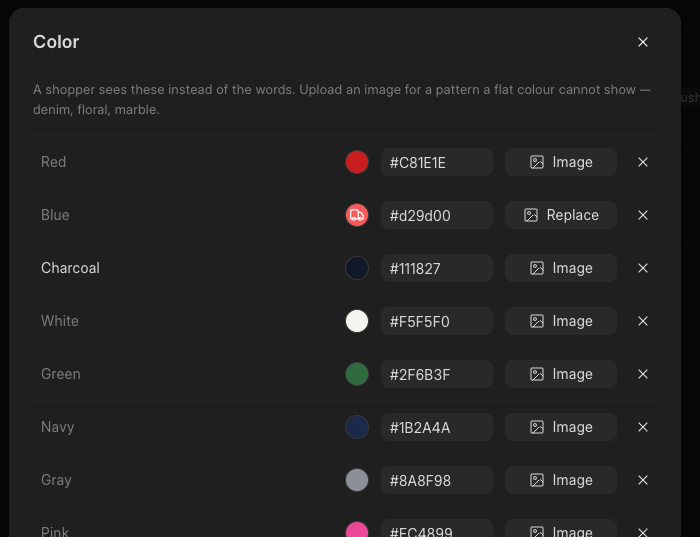 Color
A shopper sees these instead of the words. Upload an image for a pattern a flat colour cannot show —
denim, floral, marble.
Red #C81E1E Image
Blue #d29d00 Replace
Charcoal #111827 Image
White #F5F5F0 Image
Green #2F6B3F Image
Navy #1B2A4A Image
Gray #8A8F98 Image
Pink #EC4899 Image